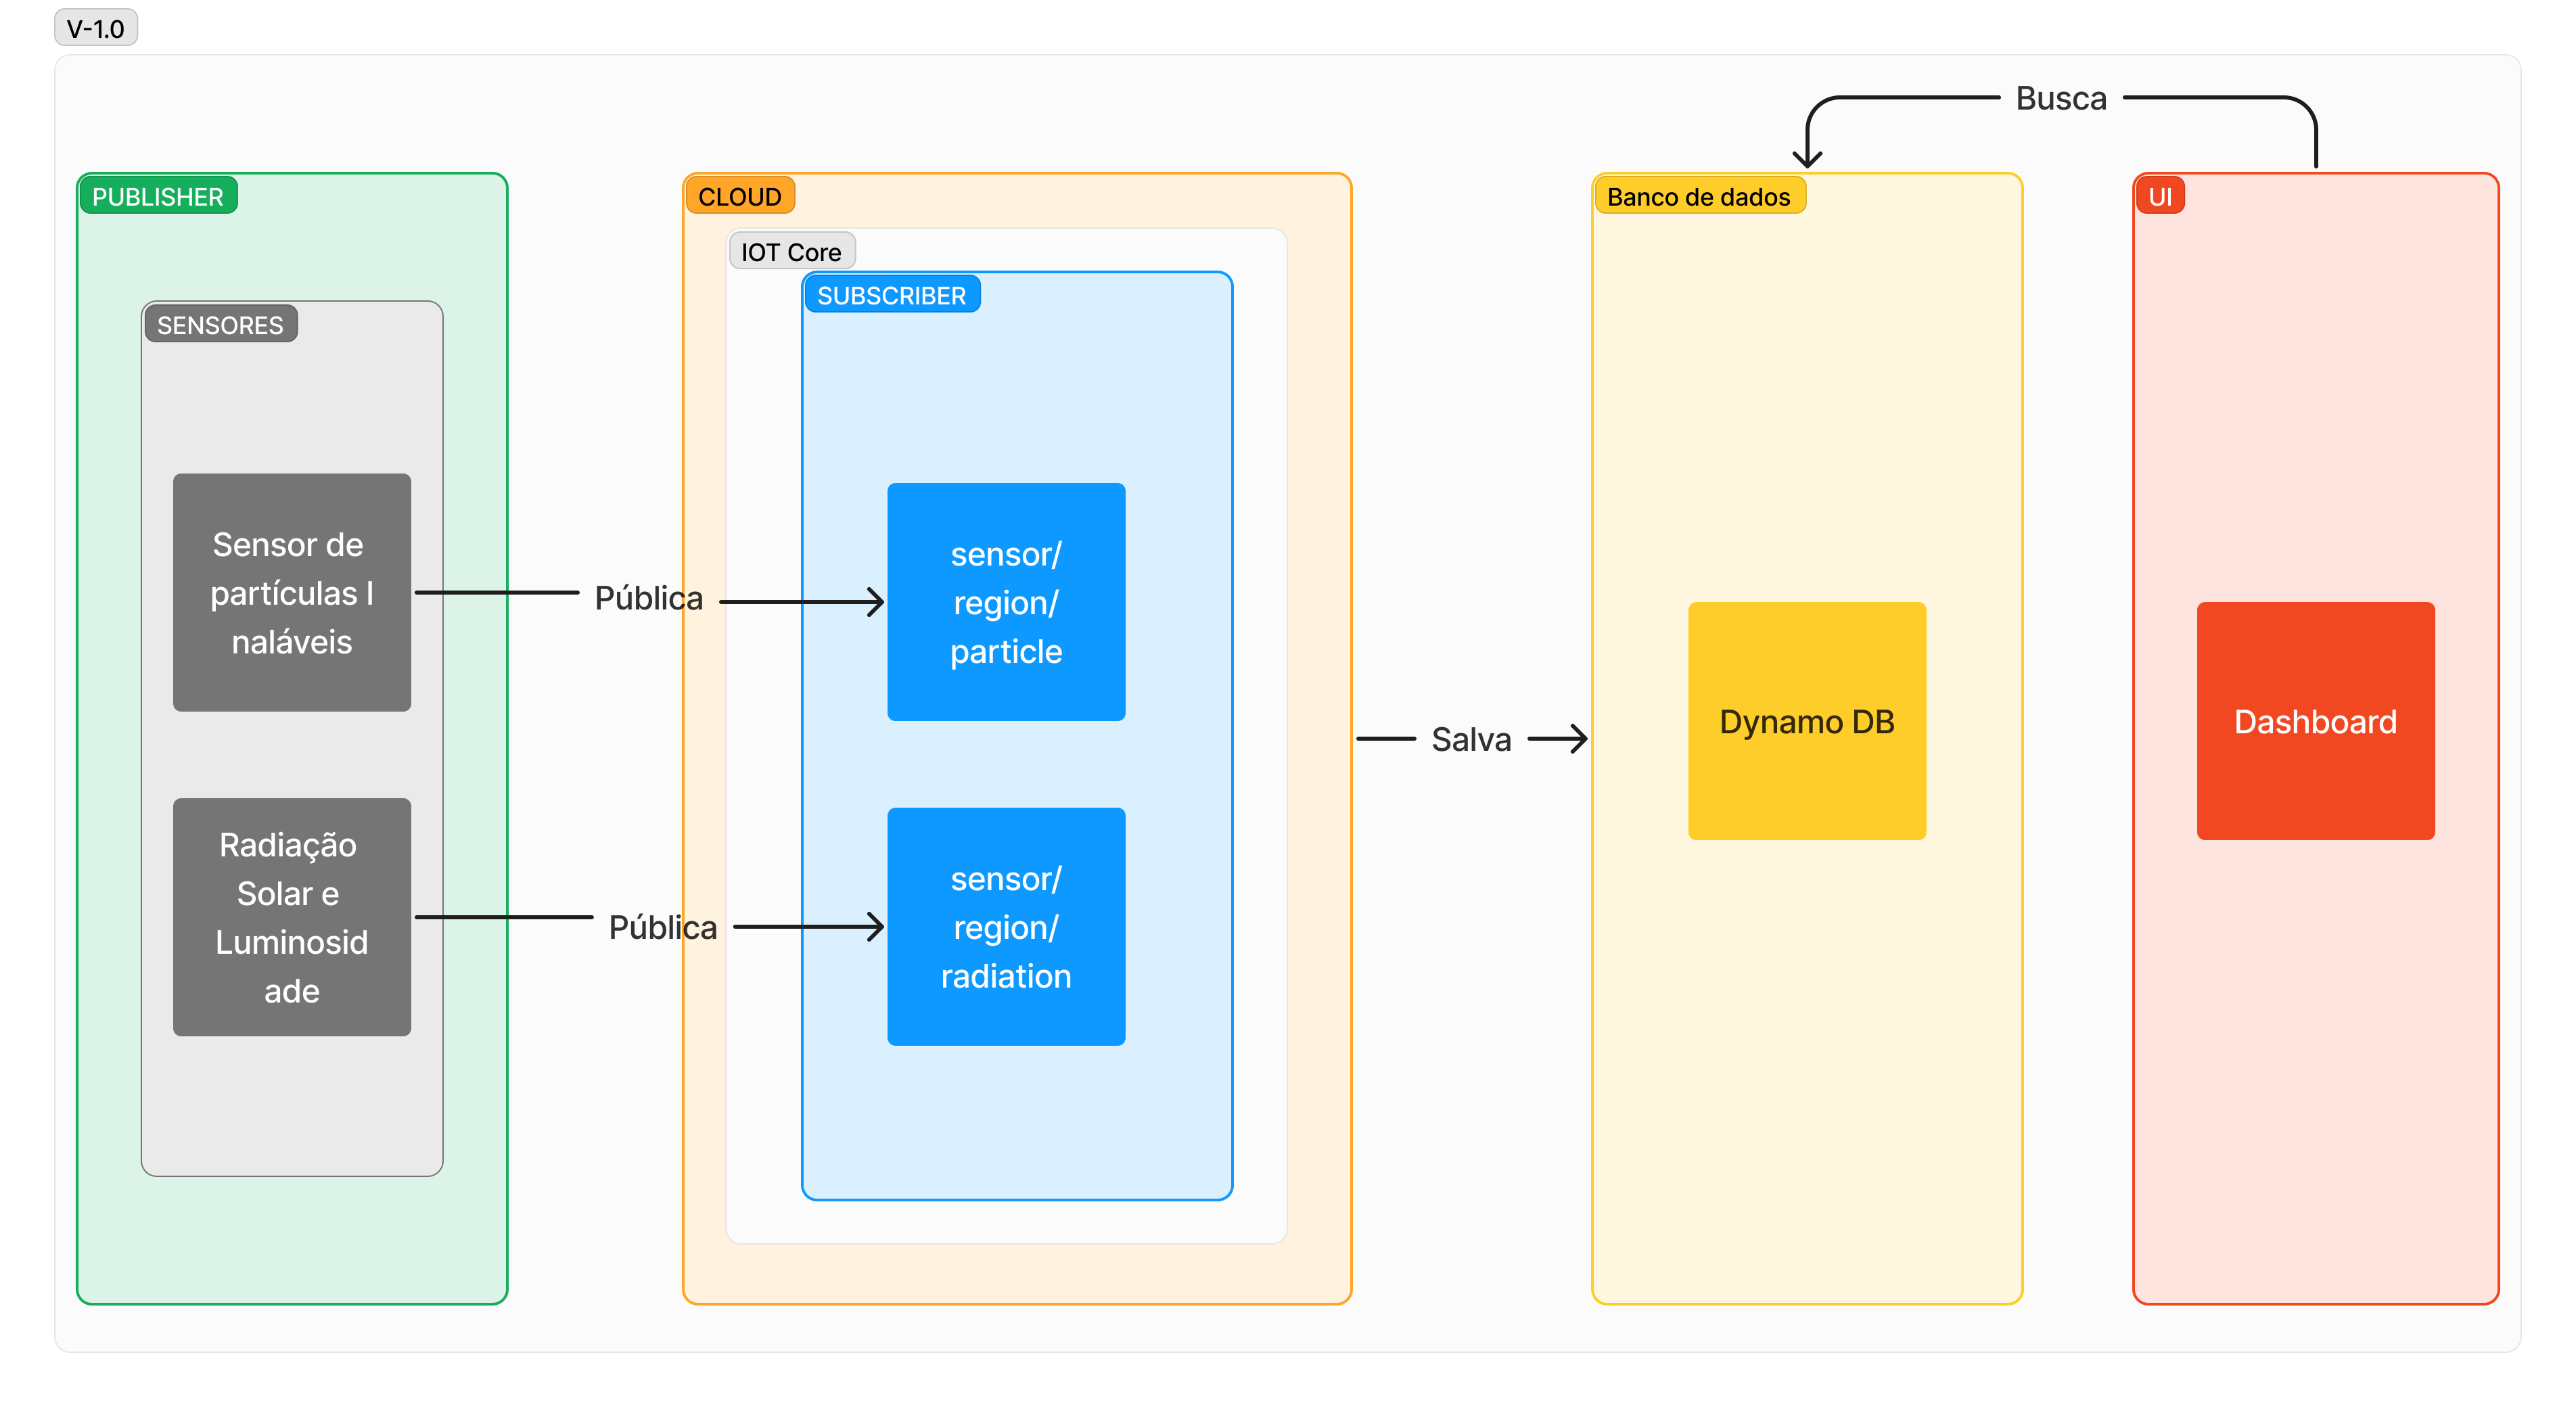 V-1.0
Busca
PUBLISHER
CLOUD
Banco de dados
UI
IOT Core
SUBSCRIBER
SENSORES
Sensor de
partículas I
naláveis
Pública
sensor/
region/
particle
Salva
Dynamo DB
Dashboard
Radiação
Solar e
Luminosid
ade
Pública
sensor/
region/
radiation